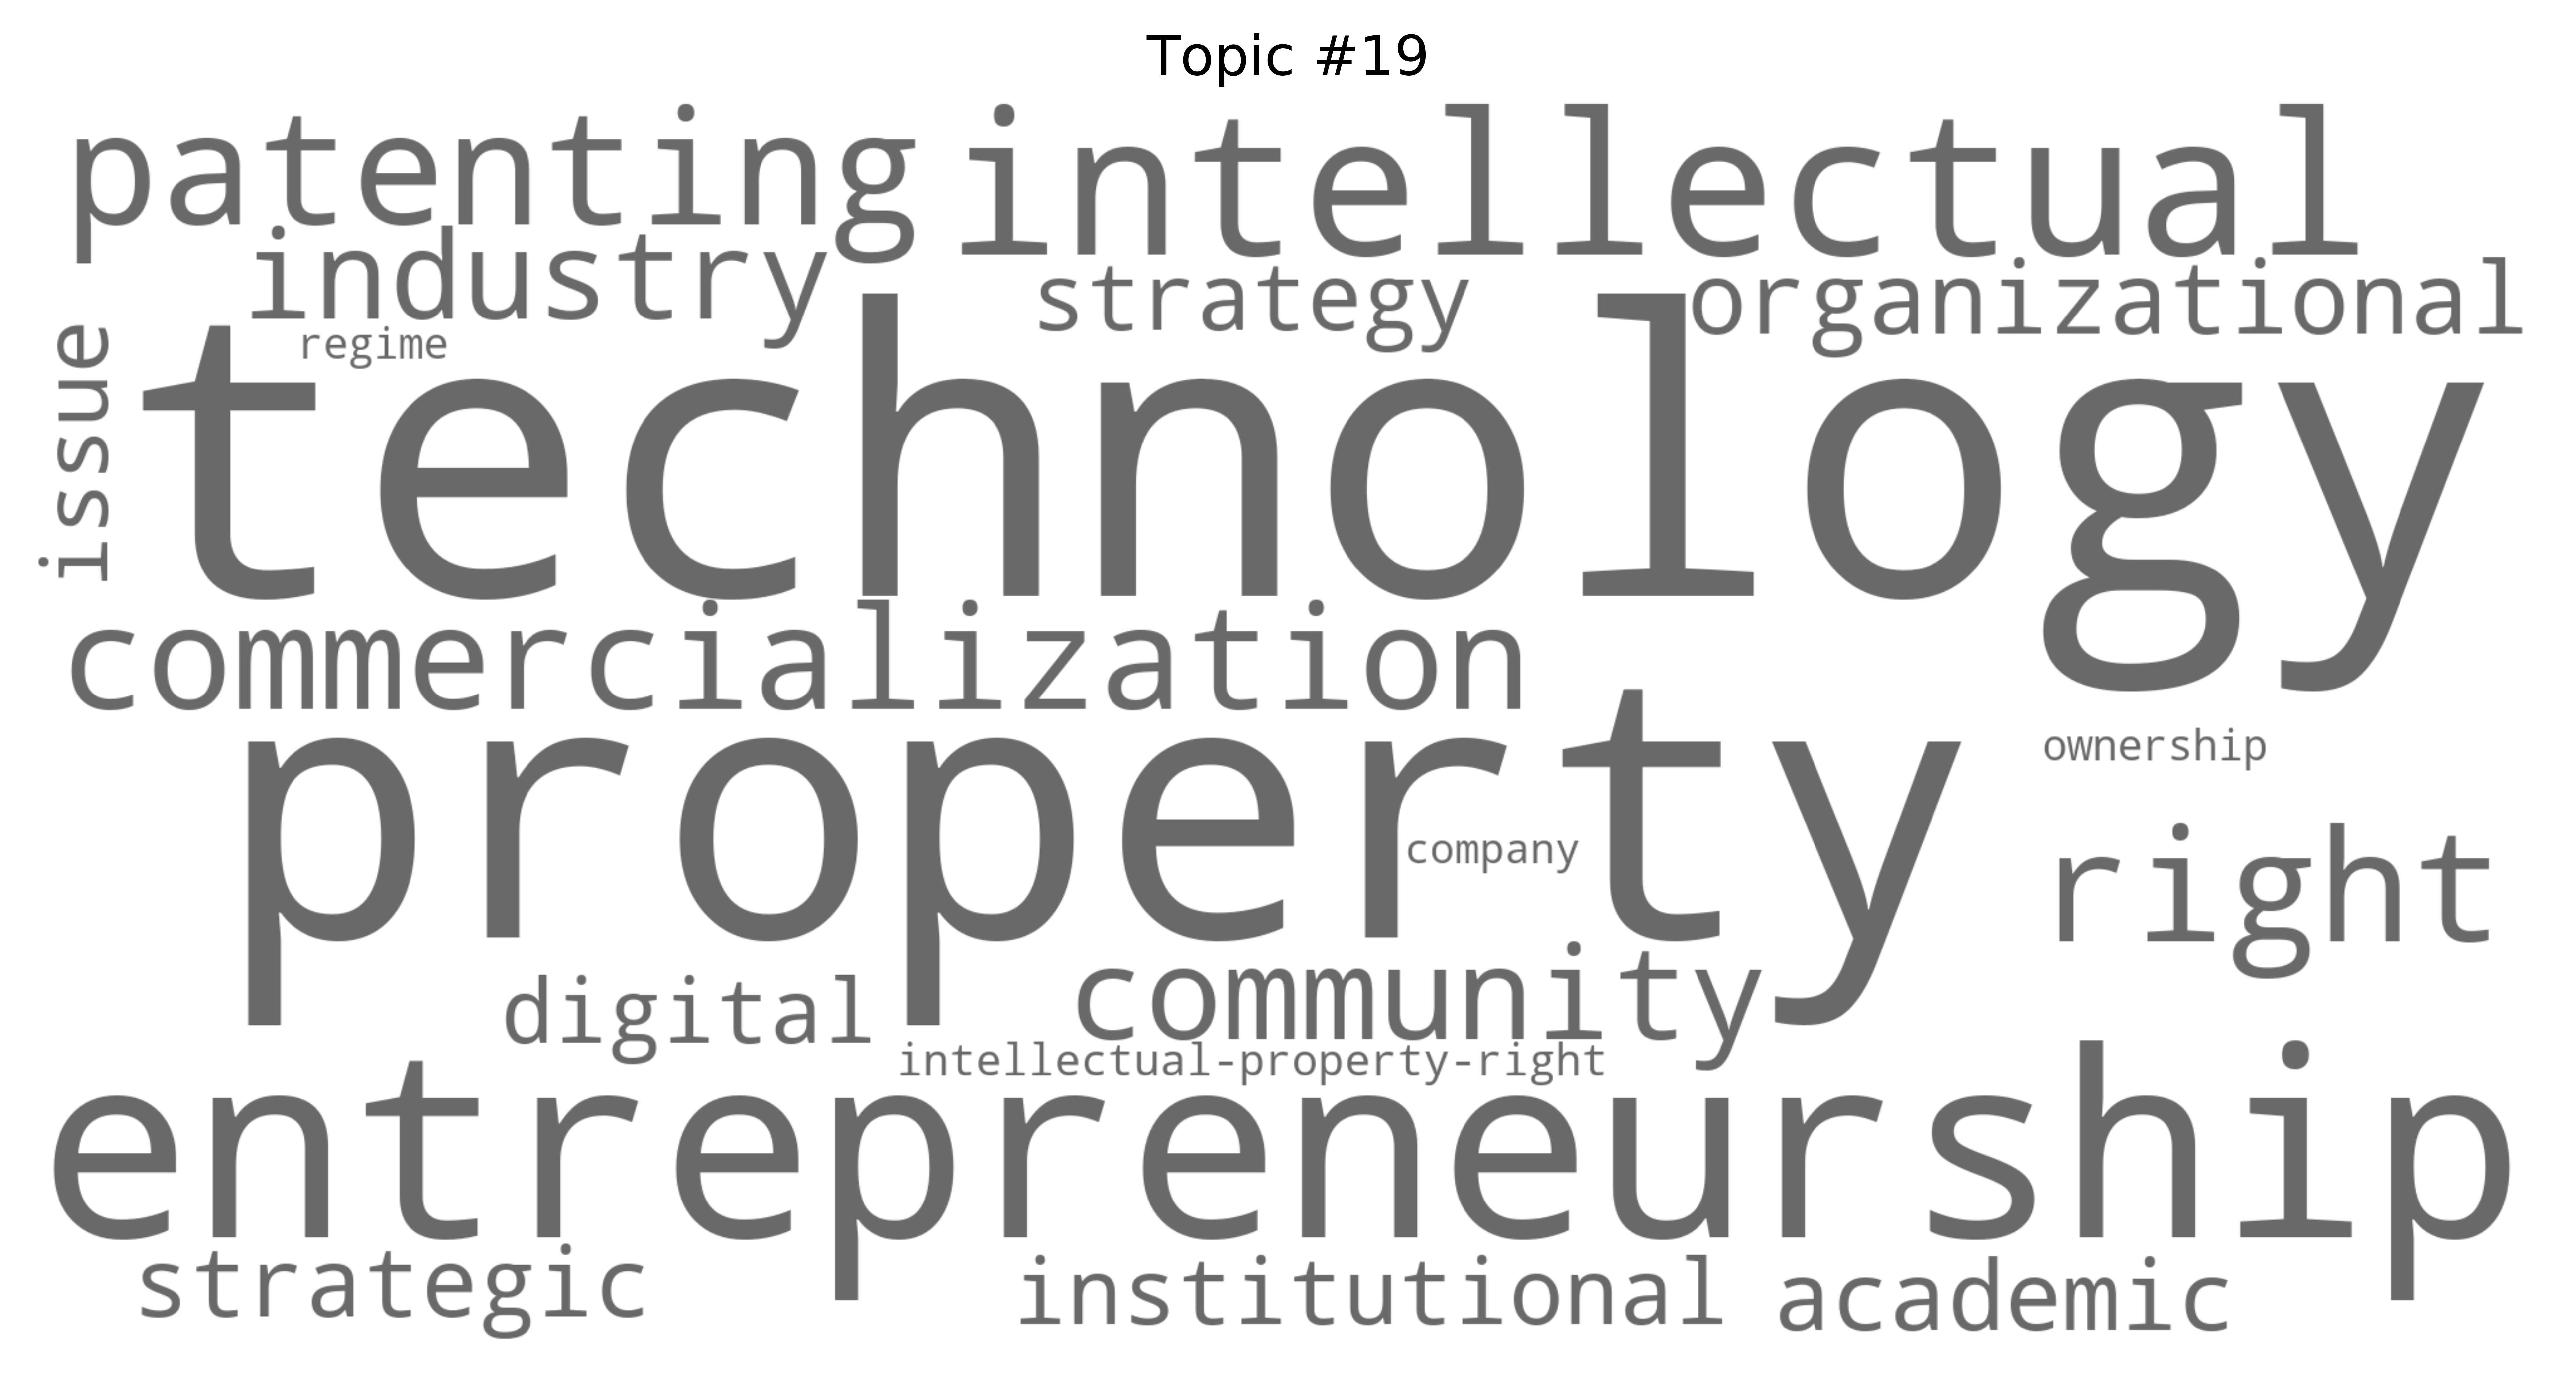 Topic #19
patenting intellectual
industry strategy organizational
regime
issue
technology
commercialization
ownership
property
company
right
digital community
intellectual-property-right
entrepreneurship
strategic institutional academic